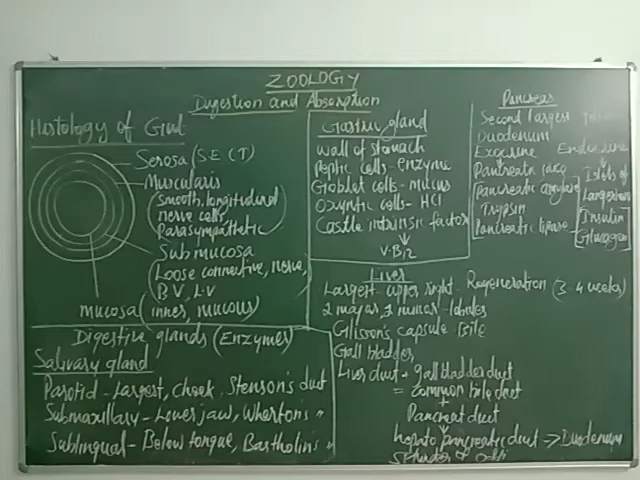 ZOOLOGY
Digestion and Absorption
Histology of Gut
Serosa (S.E CT)
Muscularis
(Smooth, longitudinal
nerve cells,
Parasympathetic)
Sub mucosa
(Loose connective, nerve,
B.V, L.V
mucosa (inner, mucous)
Gastric gland
Wall of stomach
Peptic cells - enzyme
Goblet cells - mucus
Oxyntic cells - HCl
Castle intrinsic factor
V.B12
Pancreas
Second largest
Duodenum
Exocrine Endocrine
Pancreatic juice
Islets of
Pancreatic amylase
Langerhans
Trypsin
Insulin
Pancreatic lipase
Glucagon
Liver
Largest - upper right - Regeneration (3-4 weeks)
2 major, 2 minor - lobules
Glisson's capsule Bile
Gall bladder
Liver duct + gall bladder duct
= Common bile duct
+
Pancreat duct
hepato pancreatic duct → Duodenum
Digestive glands (Enzymes)
Salivary gland
Parotid - Largest, Cheek, Stenson's duct
Submaxillary - Lower jaw, Wharton's "
Sublingual - Below tongue, Bartholin's "